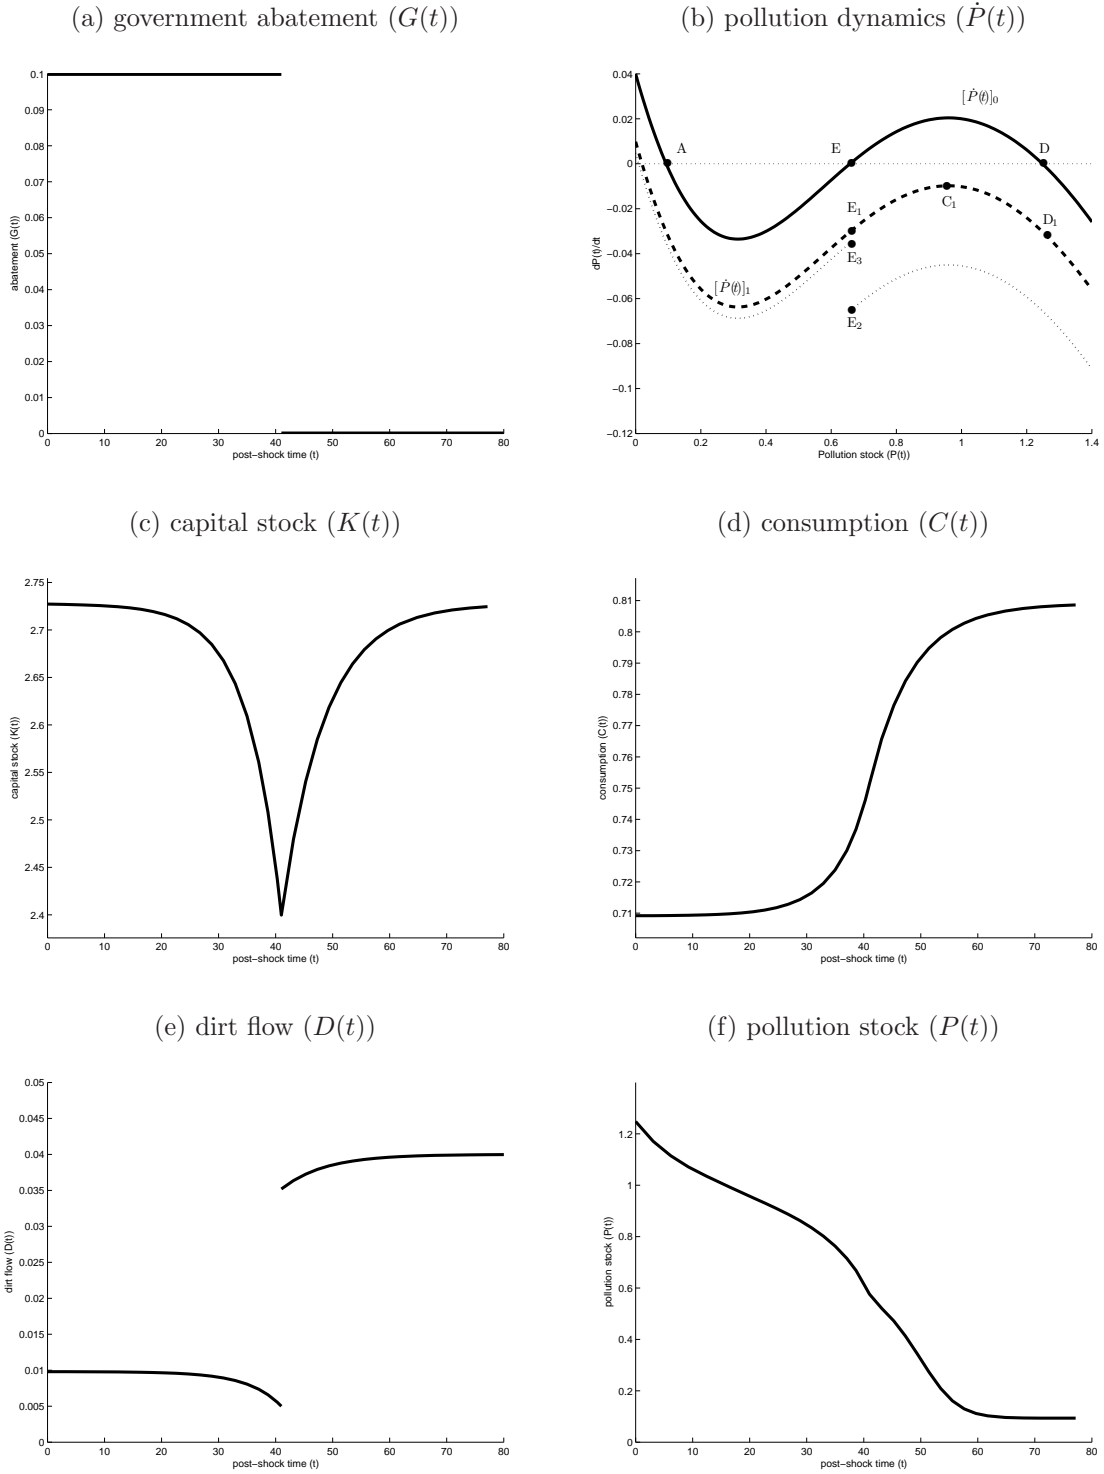 (a) government abatement (G(t))
0.1
0.09
0.08
0.07
0.06
0.05
0.04
0.03
0.02
0.01
0
abatement (G(t))
0 10 20 30 40 50 60 70 80
post−shock time (t)
(b) pollution dynamics (Ṗ(t))
0.04
0.02
0
−0.02
−0.04
−0.06
−0.08
−0.1
−0.12
dP(t)/dt
[Ṗ(t)]₀
A
E
D
E₁
C₁
D₁
E₃
[Ṗ(t)]₁
E₂
0 0.2 0.4 0.6 0.8 1 1.2 1.4
Pollution stock (P(t))
(c) capital stock (K(t))
2.75
2.7
2.65
2.6
2.55
2.5
2.45
2.4
capital stock (K(t))
0 10 20 30 40 50 60 70 80
post−shock time (t)
(d) consumption (C(t))
0.81
0.8
0.79
0.78
0.77
0.76
0.75
0.74
0.73
0.72
0.71
consumption (C(t))
0 10 20 30 40 50 60 70 80
post−shock time (t)
(e) dirt flow (D(t))
0.05
0.045
0.04
0.035
0.03
0.025
0.02
0.015
0.01
0.005
0
dirt flow (D(t))
0 10 20 30 40 50 60 70 80
post−shock time (t)
(f) pollution stock (P(t))
1.2
1
0.8
0.6
0.4
0.2
0
pollution stock (P(t))
0 10 20 30 40 50 60 70 80
post−shock time (t)